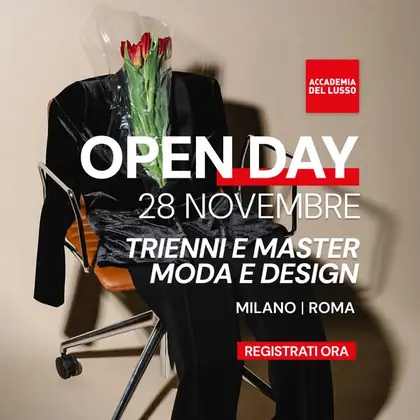 ACCADEMIA
DEL LUSSO
OPEN DAY
28 NOVEMBRE
TRIENNI E MASTER
MODA E DESIGN
MILANO | ROMA
REGISTRATI ORA